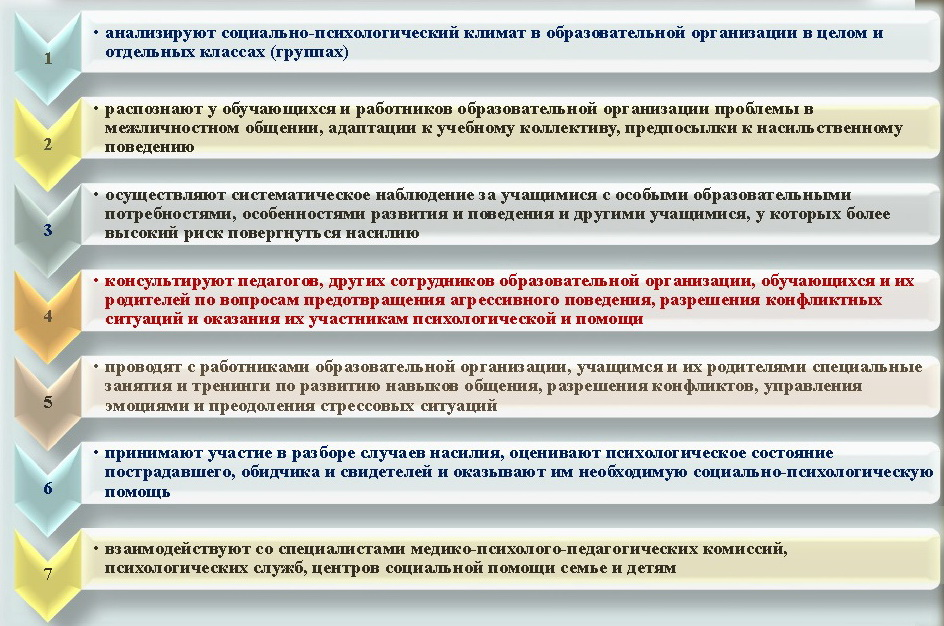 1
• анализируют социально-психологический климат в образовательной организации в целом и
отдельных классах (группах)
2
• распознают у обучающихся и работников образовательной организации проблемы в
межличностном общении, адаптации к учебному коллективу, предпосылки к насильственному
поведению
3
• осуществляют систематическое наблюдение за учащимися с особыми образовательными
потребностями, особенностями развития и поведения и другими учащимися, у которых более
высокий риск повергнуться насилию
4
• консультируют педагогов, других сотрудников образовательной организации, обучающихся и их
родителей по вопросам предотвращения агрессивного поведения, разрешения конфликтных
ситуаций и оказания их участникам психологической и помощи
5
• проводят с работниками образовательной организации, учащимся и их родителями специальные
занятия и тренинги по развитию навыков общения, разрешения конфликтов, управления
эмоциями и преодоления стрессовых ситуаций
6
• принимают участие в разборе случаев насилия, оценивают психологическое состояние
пострадавшего, обидчика и свидетелей и оказывают им необходимую социально-психологическую
помощь
7
• взаимодействуют со специалистами медико-психолого-педагогических комиссий,
психологических служб, центров социальной помощи семье и детям